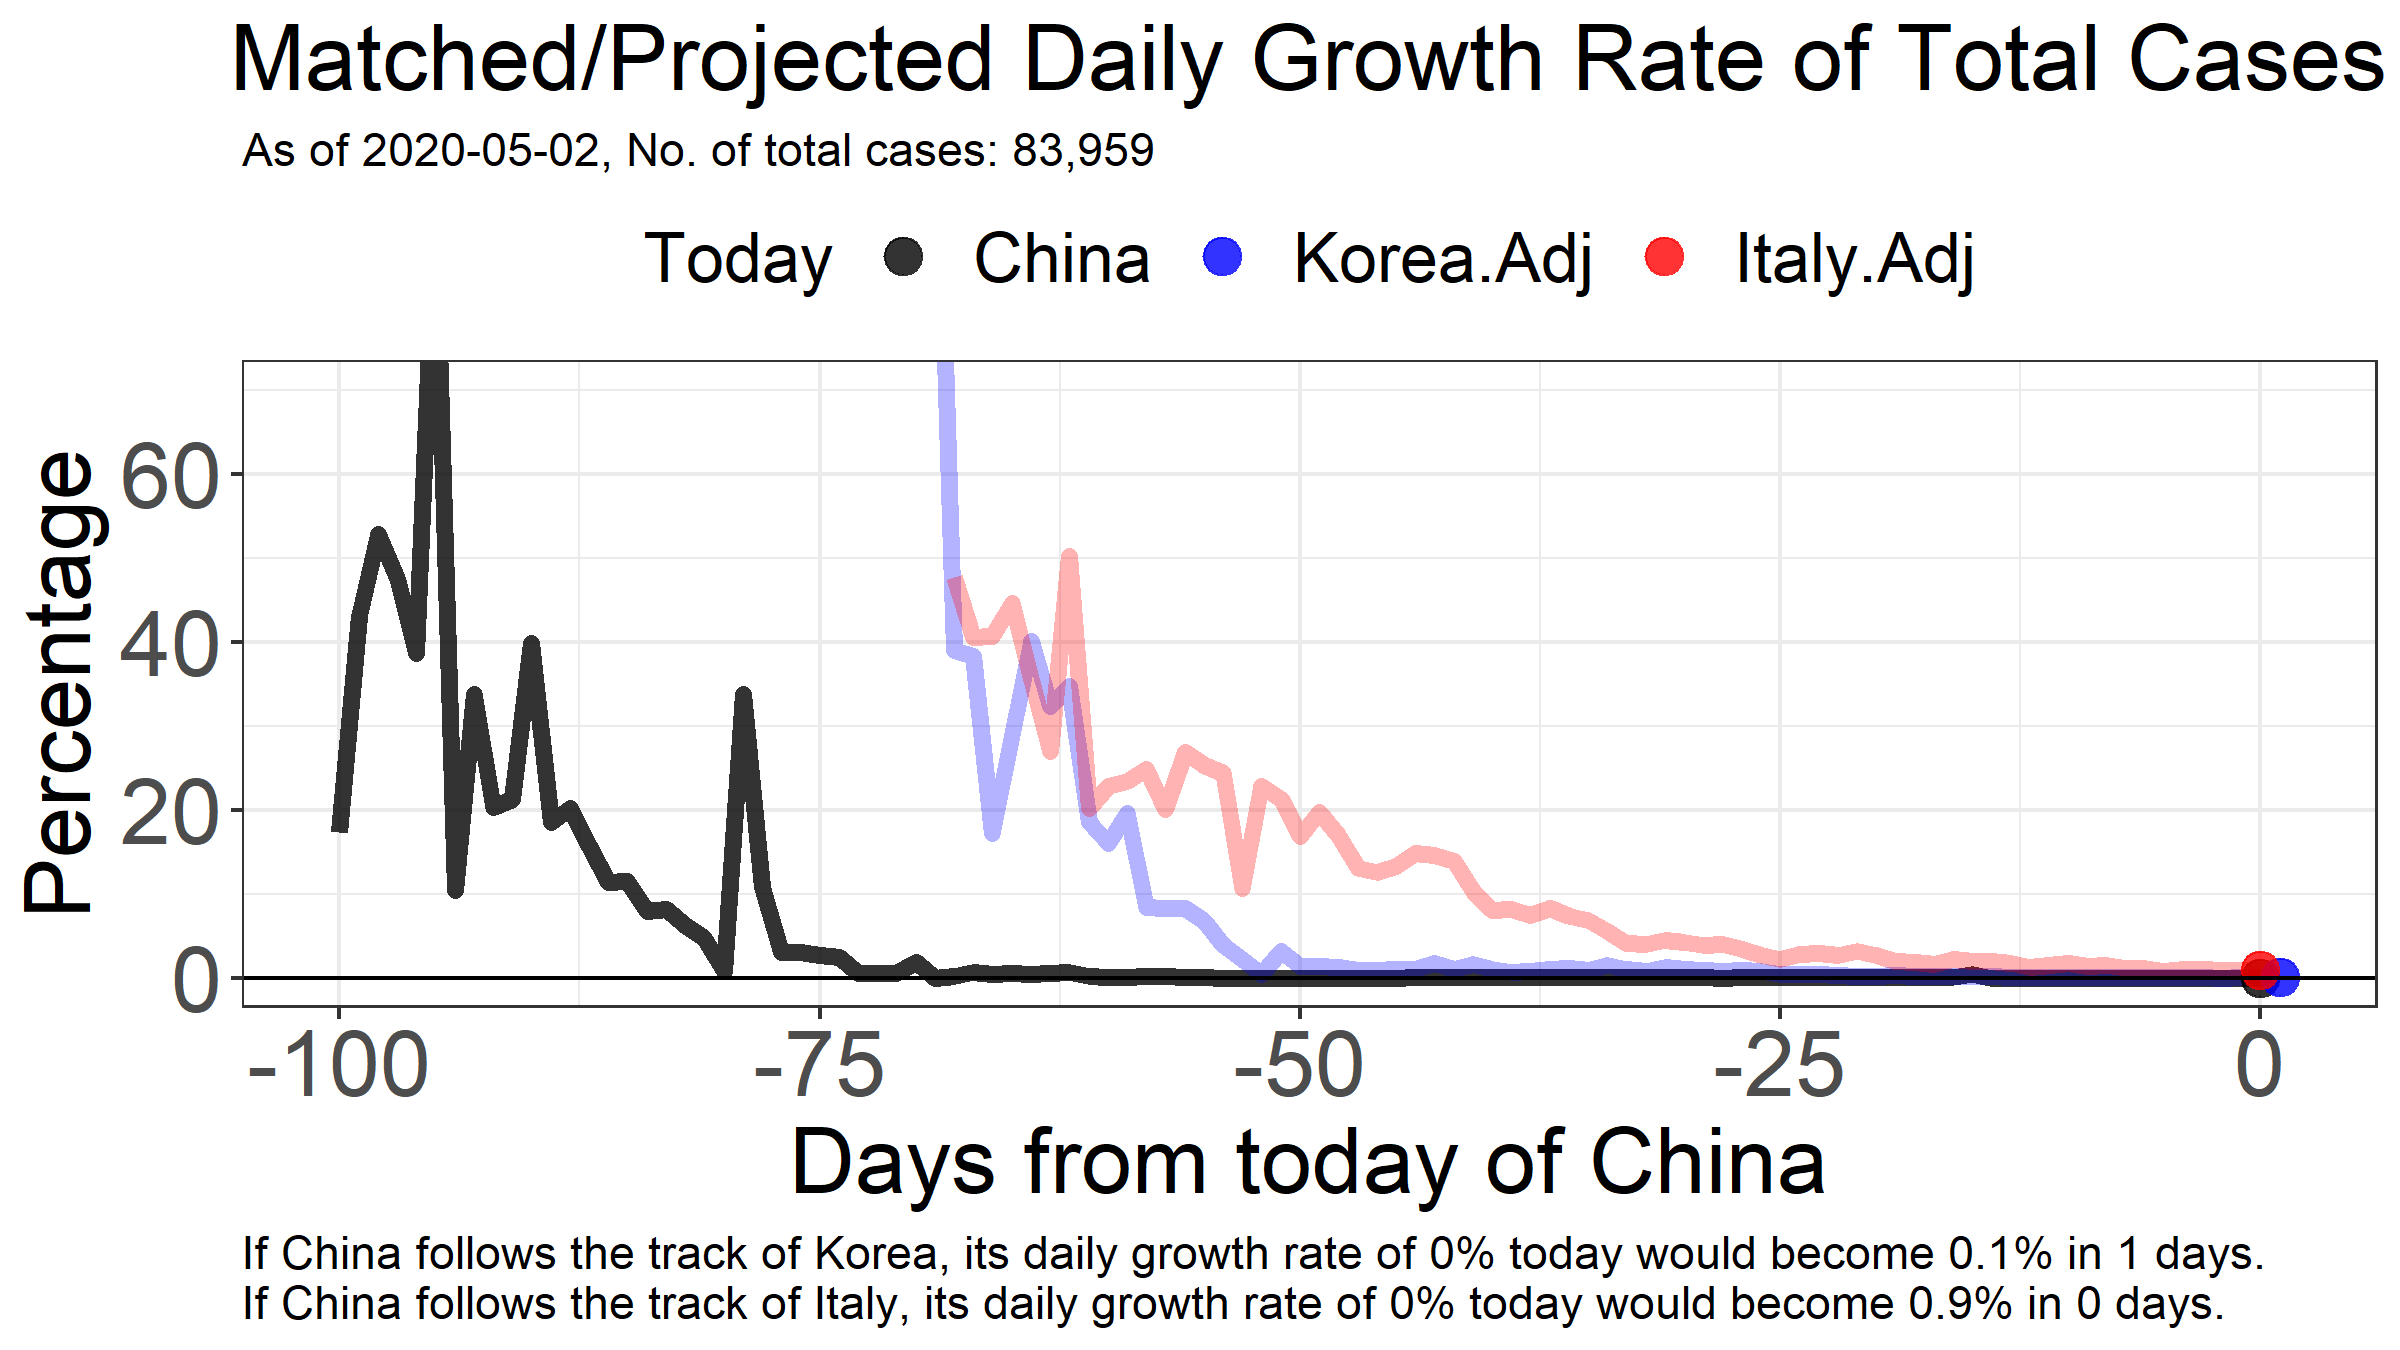 Matched/Projected Daily Growth Rate of Total Cases
As of 2020-05-02, No. of total cases: 83,959
Today China Korea.Adj Italy.Adj
Percentage
60
40
20
0
-100 -75 -50 -25 0
Days from today of China
If China follows the track of Korea, its daily growth rate of 0% today would become 0.1% in 1 days.
If China follows the track of Italy, its daily growth rate of 0% today would become 0.9% in 0 days.